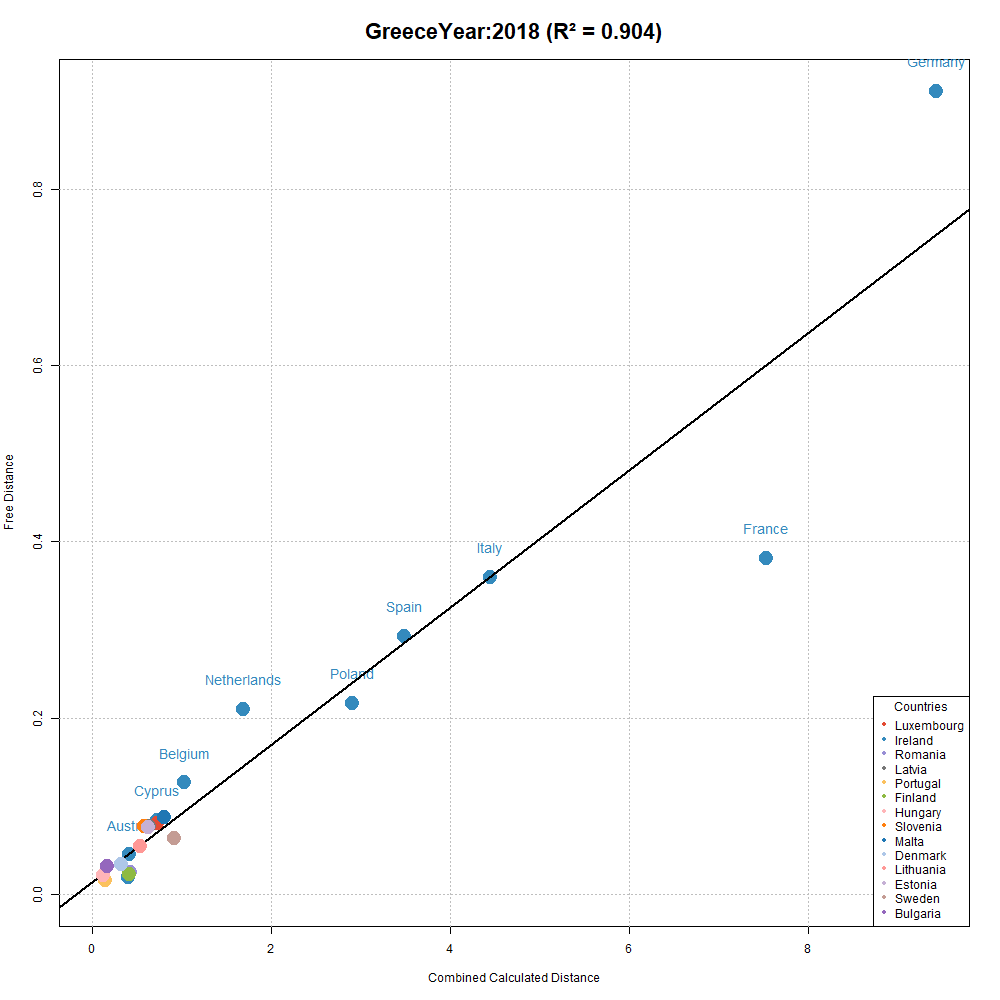 GreeceYear:2018 (R² = 0.904)
Germany
0.8
0.6
Free Distance
0.4
France
Italy
Spain
Poland
Netherlands
0.2
Belgium
Cyprus
0.0
Countries
Luxembourg
Ireland
Romania
Latvia
Portugal
Finland
Hungary
Slovenia
Malta
Denmark
Lithuania
Estonia
Sweden
Bulgaria
0 2 4 6 8
Combined Calculated Distance